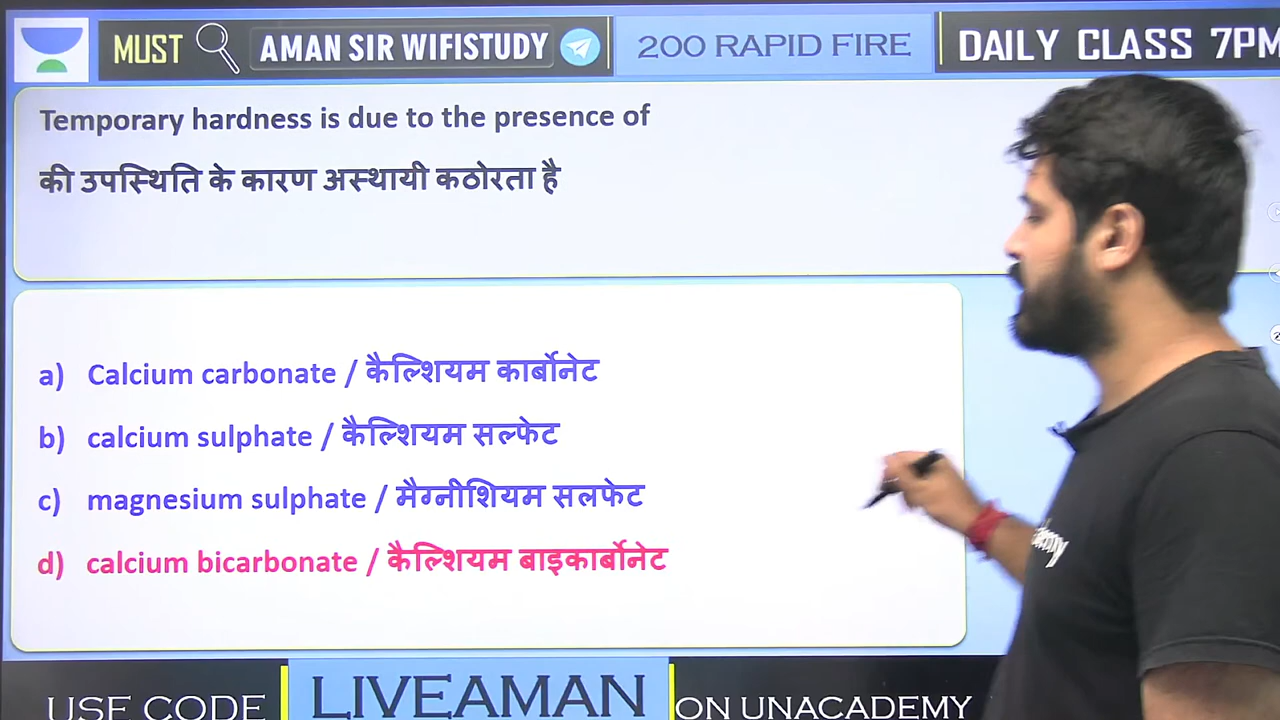 MUST AMAN SIR WIFISTUDY 200 RAPID FIRE DAILY CLASS 7PM
Temporary hardness is due to the presence of
की उपस्थिति के कारण अस्थायी कठोरता है
a) Calcium carbonate / कैल्शियम कार्बोनेट
b) calcium sulphate / कैल्शियम सल्फेट
c) magnesium sulphate / मैग्नीशियम सलफेट
d) calcium bicarbonate / कैल्शियम बाइकार्बोनेट
USE CODE LIVEAMAN ON UNACADEMY